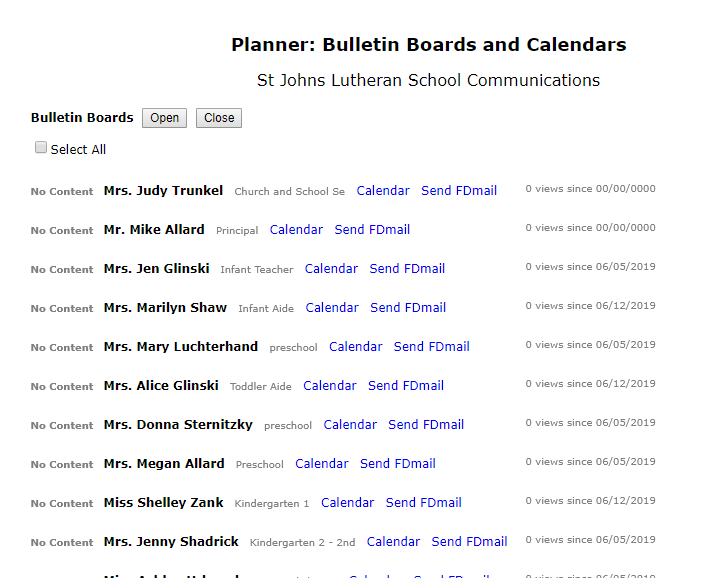 Planner: Bulletin Boards and Calendars
St Johns Lutheran School Communications
Bulletin Boards Open Close
Select All
No Content Mrs. Judy Trunkel Church and School Se Calendar Send FDmail 0 views since 00/00/0000
No Content Mr. Mike Allard Principal Calendar Send FDmail 0 views since 00/00/0000
No Content Mrs. Jen Glinski Infant Teacher Calendar Send FDmail 0 views since 06/05/2019
No Content Mrs. Marilyn Shaw Infant Aide Calendar Send FDmail 0 views since 06/12/2019
No Content Mrs. Mary Luchterhand preschool Calendar Send FDmail 0 views since 06/05/2019
No Content Mrs. Alice Glinski Toddler Aide Calendar Send FDmail 0 views since 06/12/2019
No Content Mrs. Donna Sternitzky preschool Calendar Send FDmail 0 views since 06/05/2019
No Content Mrs. Megan Allard Preschool Calendar Send FDmail 0 views since 06/05/2019
No Content Miss Shelley Zank Kindergarten 1 Calendar Send FDmail 0 views since 06/12/2019
No Content Mrs. Jenny Shadrick Kindergarten 2 - 2nd Calendar Send FDmail 0 views since 06/05/2019